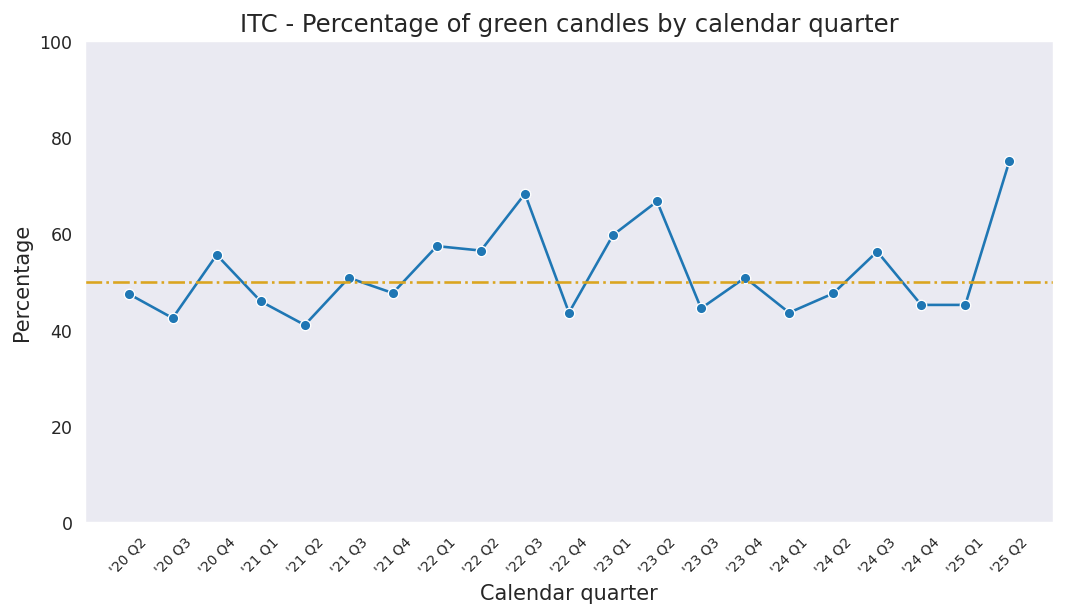 ITC - Percentage of green candles by calendar quarter
100
80
60
40
20
0
Percentage
'20 Q2
'20 Q3
'20 Q4
'21 Q1
'21 Q2
'21 Q3
'21 Q4
'22 Q1
'22 Q2
'22 Q3
'22 Q4
'23 Q1
'23 Q2
'23 Q3
'23 Q4
'24 Q1
'24 Q2
'24 Q3
'24 Q4
'25 Q1
'25 Q2
Calendar quarter